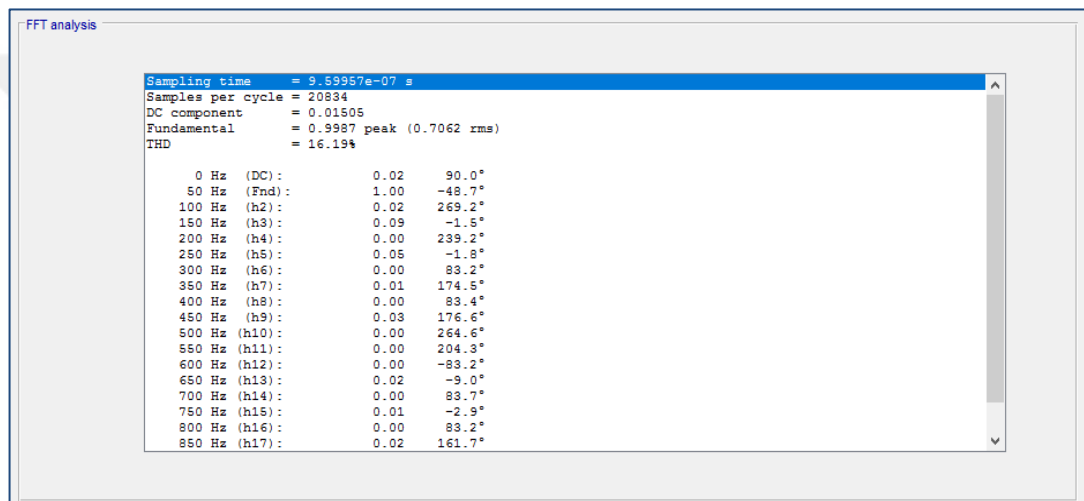 FFT analysis
Sampling time = 9.59957e-07 s
Samples per cycle = 20834
DC component = 0.01505
Fundamental = 0.9987 peak (0.7062 rms)
THD = 16.19%
0 Hz (DC): 0.02 90.0°
50 Hz (Fnd): 1.00 -48.7°
100 Hz (h2): 0.02 269.2°
150 Hz (h3): 0.09 -1.5°
200 Hz (h4): 0.00 239.2°
250 Hz (h5): 0.05 -1.8°
300 Hz (h6): 0.00 83.2°
350 Hz (h7): 0.01 174.5°
400 Hz (h8): 0.00 83.4°
450 Hz (h9): 0.03 176.6°
500 Hz (h10): 0.00 264.6°
550 Hz (h11): 0.00 204.3°
600 Hz (h12): 0.00 -83.2°
650 Hz (h13): 0.02 -9.0°
700 Hz (h14): 0.00 83.7°
750 Hz (h15): 0.01 -2.9°
800 Hz (h16): 0.00 83.2°
850 Hz (h17): 0.02 161.7°